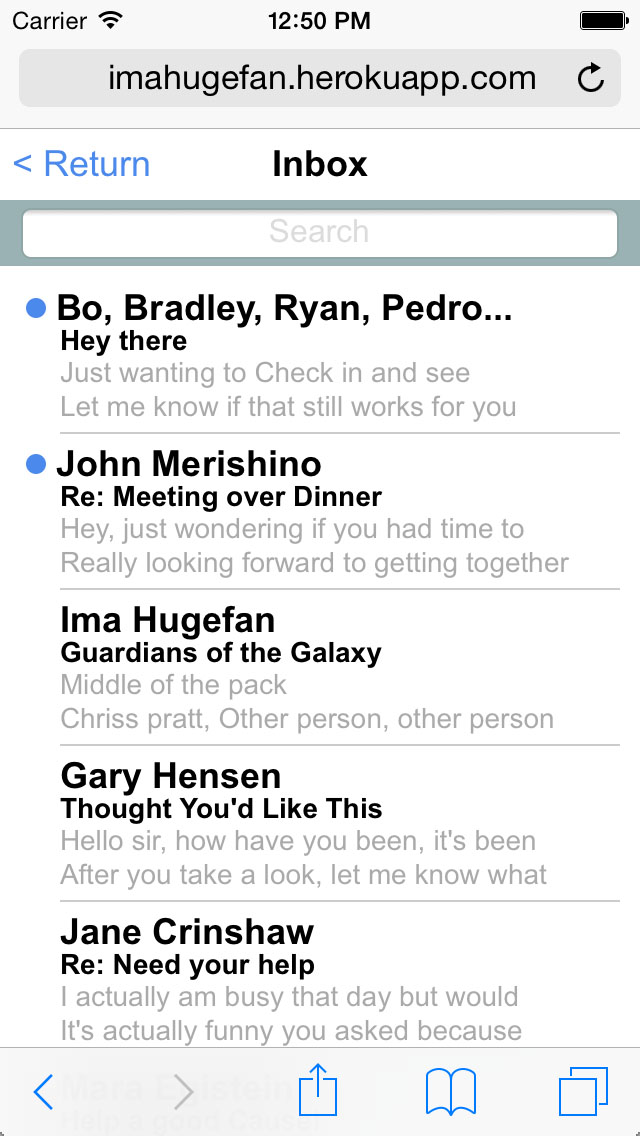 Carrier 12:50 PM
imahugefan.herokuapp.com
< Return Inbox
Search
Bo, Bradley, Ryan, Pedro...
Hey there
Just wanting to Check in and see
Let me know if that still works for you
John Merishino
Re: Meeting over Dinner
Hey, just wondering if you had time to
Really looking forward to getting together
Ima Hugefan
Guardians of the Galaxy
Middle of the pack
Chriss pratt, Other person, other person
Gary Hensen
Thought You'd Like This
Hello sir, how have you been, it's been
After you take a look, let me know what
Jane Crinshaw
Re: Need your help
I actually am busy that day but would
It's actually funny you asked because
Mara
Help a good Cause!